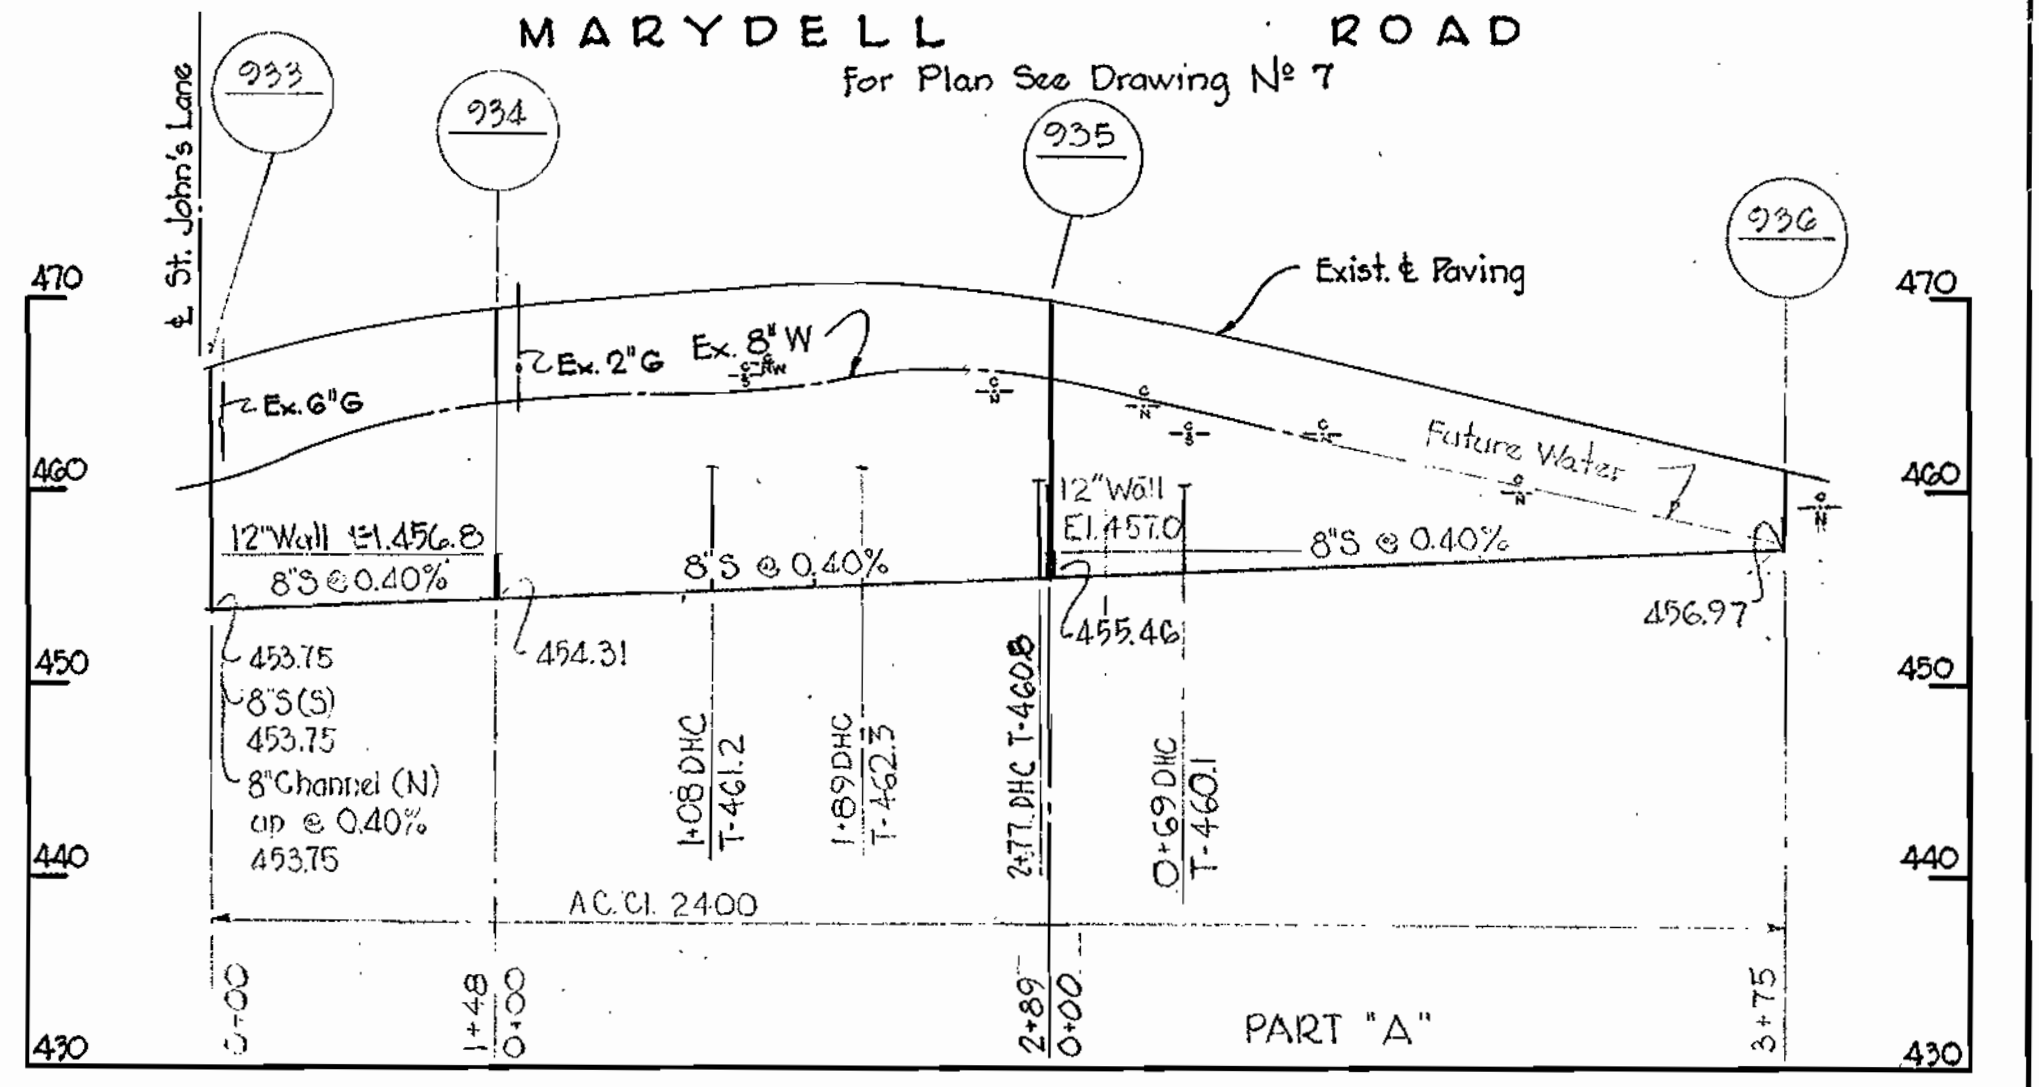 MARYDELL ROAD
For Plan See Drawing Nº 7
933
934
935
936
℄ St. John's Lane
Exist. ℄ Paving
470
470
Ex. 6"G
Ex. 2"G
Ex. 8"W
Future Water
460
460
12"Wall El. 456.8
8"S @ 0.40%
8"S @ 0.40%
12"Wall
El. 457.0
8"S @ 0.40%
453.75
8"S(S)
453.75
8"Channel (N)
up @ 0.40%
453.75
454.31
455.46
456.97
450
450
1+08 DHC
T-461.2
1+89 DHC
T-462.3
2+77 DHC T-460.8
0+69 DHC
T-460.1
440
440
A.C. Cl. 2400
0+00
1+48
0+00
2+89
0+00
3+75
PART "A"
430
430